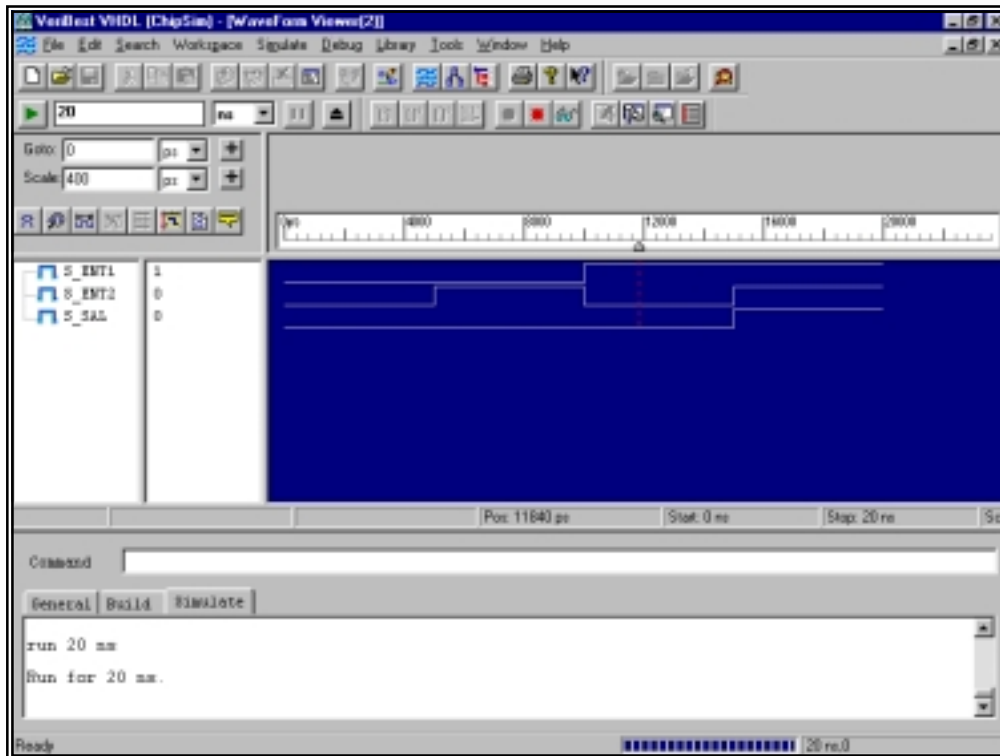 VeriBest VHDL (ChipSim) - [WaveForm Viewer(2)]
File Edit Search Workspace Simulate Debug Library Tools Window Help
20 ns
Goto: 0 ps
Scale: 400 ps
0ps 4000 8000 12000 16000 20000
S_ENT1 1
S_ENT2 0
S_SAL 0
Pos: 11840 ps Start: 0 ns Stop: 20 ns Sc
Command
General Build Simulate
run 20 ns
Run for 20 ns.
Ready 20 ns,0